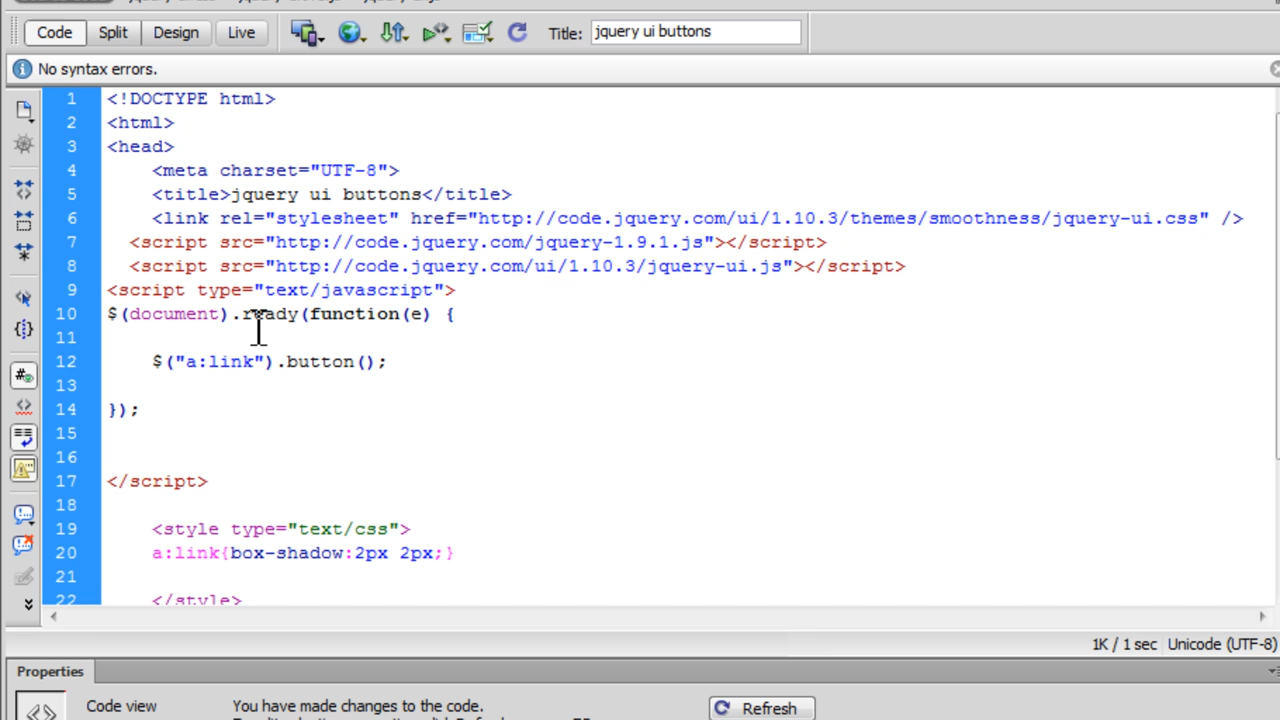 Code Split Design Live Title: jquery ui buttons
No syntax errors.
1 <!DOCTYPE html>
2 <html>
3 <head>
4 <meta charset="UTF-8">
5 <title>jquery ui buttons</title>
6 <link rel="stylesheet" href="http://code.jquery.com/ui/1.10.3/themes/smoothness/jquery-ui.css" />
7 <script src="http://code.jquery.com/jquery-1.9.1.js"></script>
8 <script src="http://code.jquery.com/ui/1.10.3/jquery-ui.js"></script>
9 <script type="text/javascript">
10 $(document).ready(function(e) {
11
12 $("a:link").button();
13
14 });
15
16
17 </script>
18
19 <style type="text/css">
20 a:link{box-shadow:2px 2px;}
21
22 </style>
1K / 1 sec Unicode (UTF-8)
Properties
Code view You have made changes to the code. Refresh